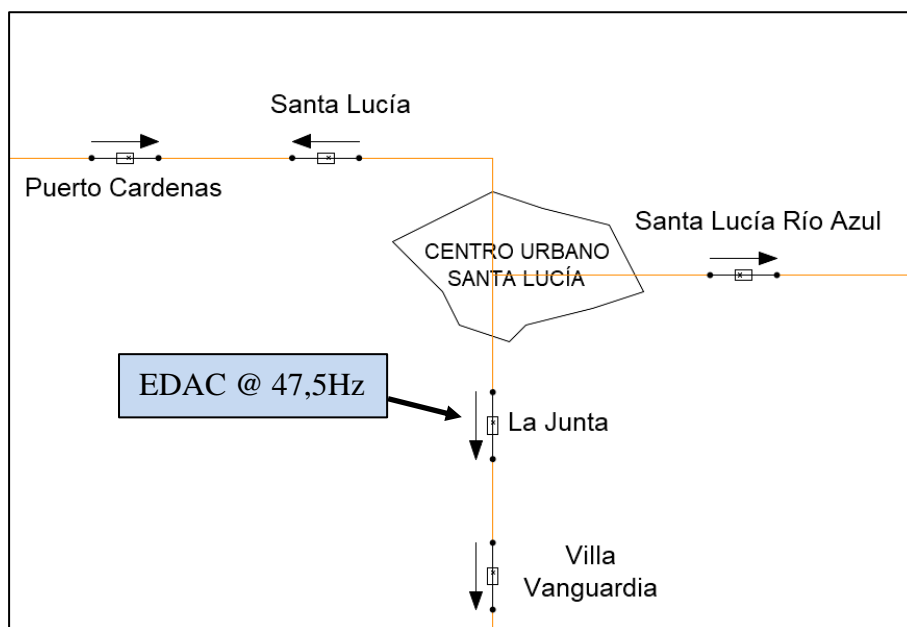 Santa Lucía
Puerto Cardenas
Santa Lucía Río Azul
CENTRO URBANO
SANTA LUCÍA
EDAC @ 47,5Hz
La Junta
Villa
Vanguardia